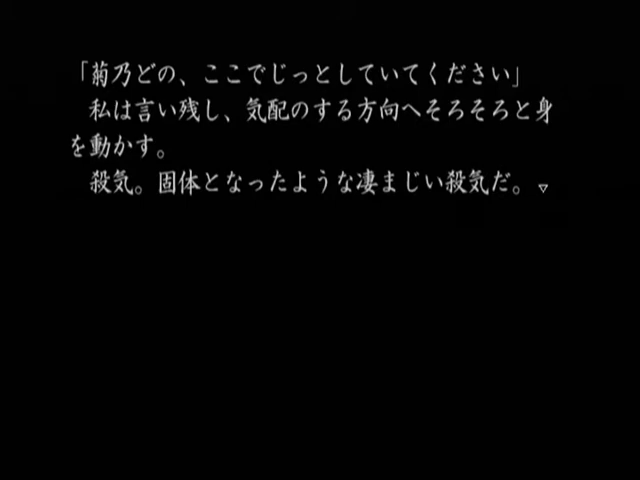 「菊乃どの、ここでじっとしていてください」
私は言い残し、気配のする方向へそろそろと身
を動かす。
殺気。固体となったような凄まじい殺気だ。▿